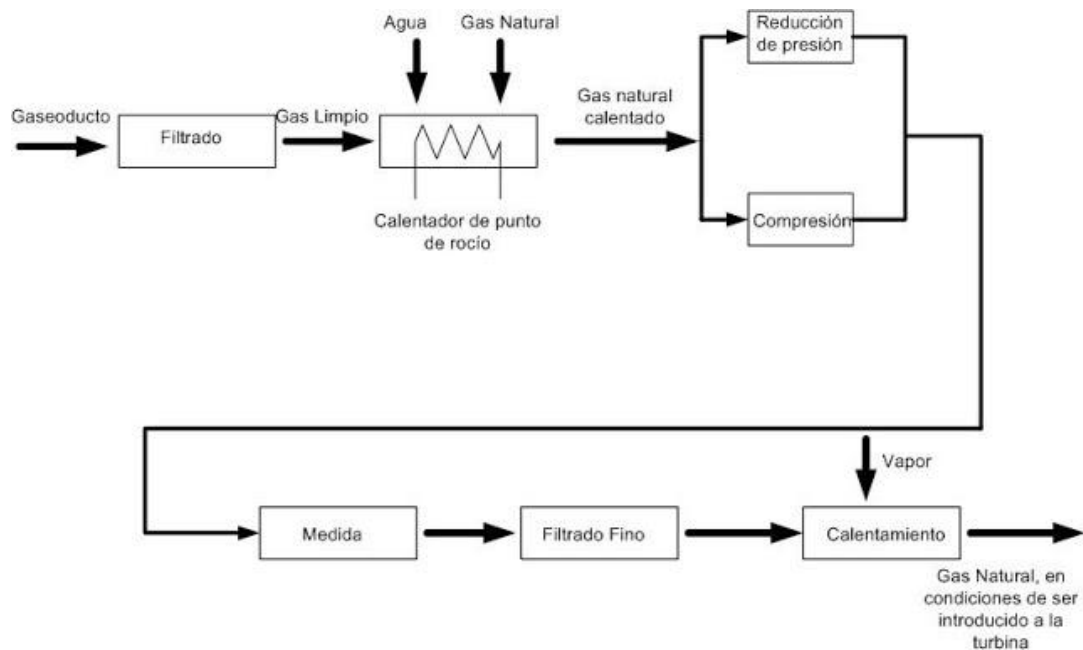 Agua
Gas Natural
Reducción
de presión
Gaseoducto
Filtrado
Gas Limpio
Gas natural
calentado
Calentador de punto
de rocío
Compresión
Vapor
Medida
Filtrado Fino
Calentamiento
Gas Natural, en
condiciones de ser
introducido a la
turbina